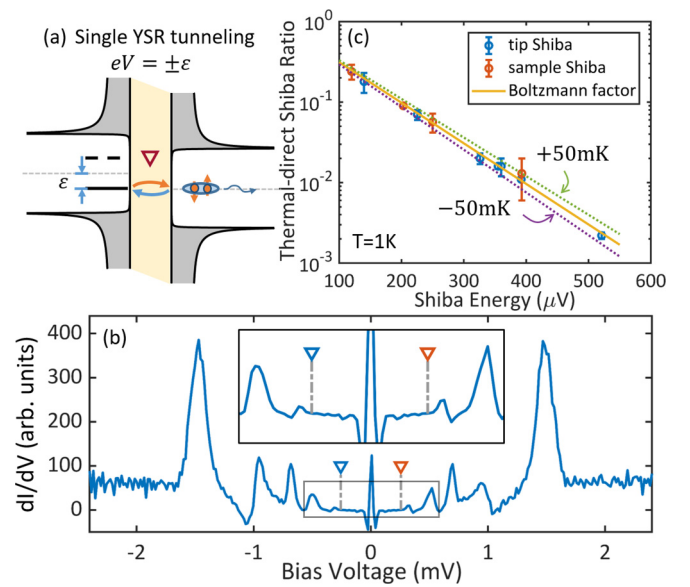 (a) Single YSR tunneling
eV = ±ε
ε
(c)
Thermal-direct Shiba Ratio
10⁰
10⁻¹
10⁻²
10⁻³
tip Shiba
sample Shiba
Boltzmann factor
+50mK
−50mK
T=1K
100 200 300 400 500 600
Shiba Energy (μV)
(b)
dI/dV (arb. units)
400
300
200
100
0
-2 -1 0 1 2
Bias Voltage (mV)